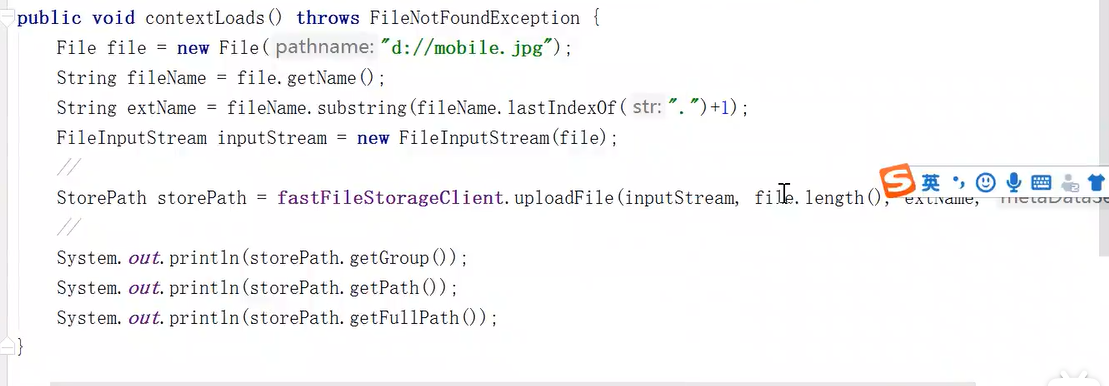 public void contextLoads() throws FileNotFoundException {
File file = new File( pathname: "d://mobile.jpg");
String fileName = file.getName();
String extName = fileName.substring(fileName.lastIndexOf( str: ".")+1);
FileInputStream inputStream = new FileInputStream(file);
//
StorePath storePath = fastFileStorageClient.uploadFile(inputStream, file.length(), extName,
//
System.out.println(storePath.getGroup());
System.out.println(storePath.getPath());
System.out.println(storePath.getFullPath());
}
英